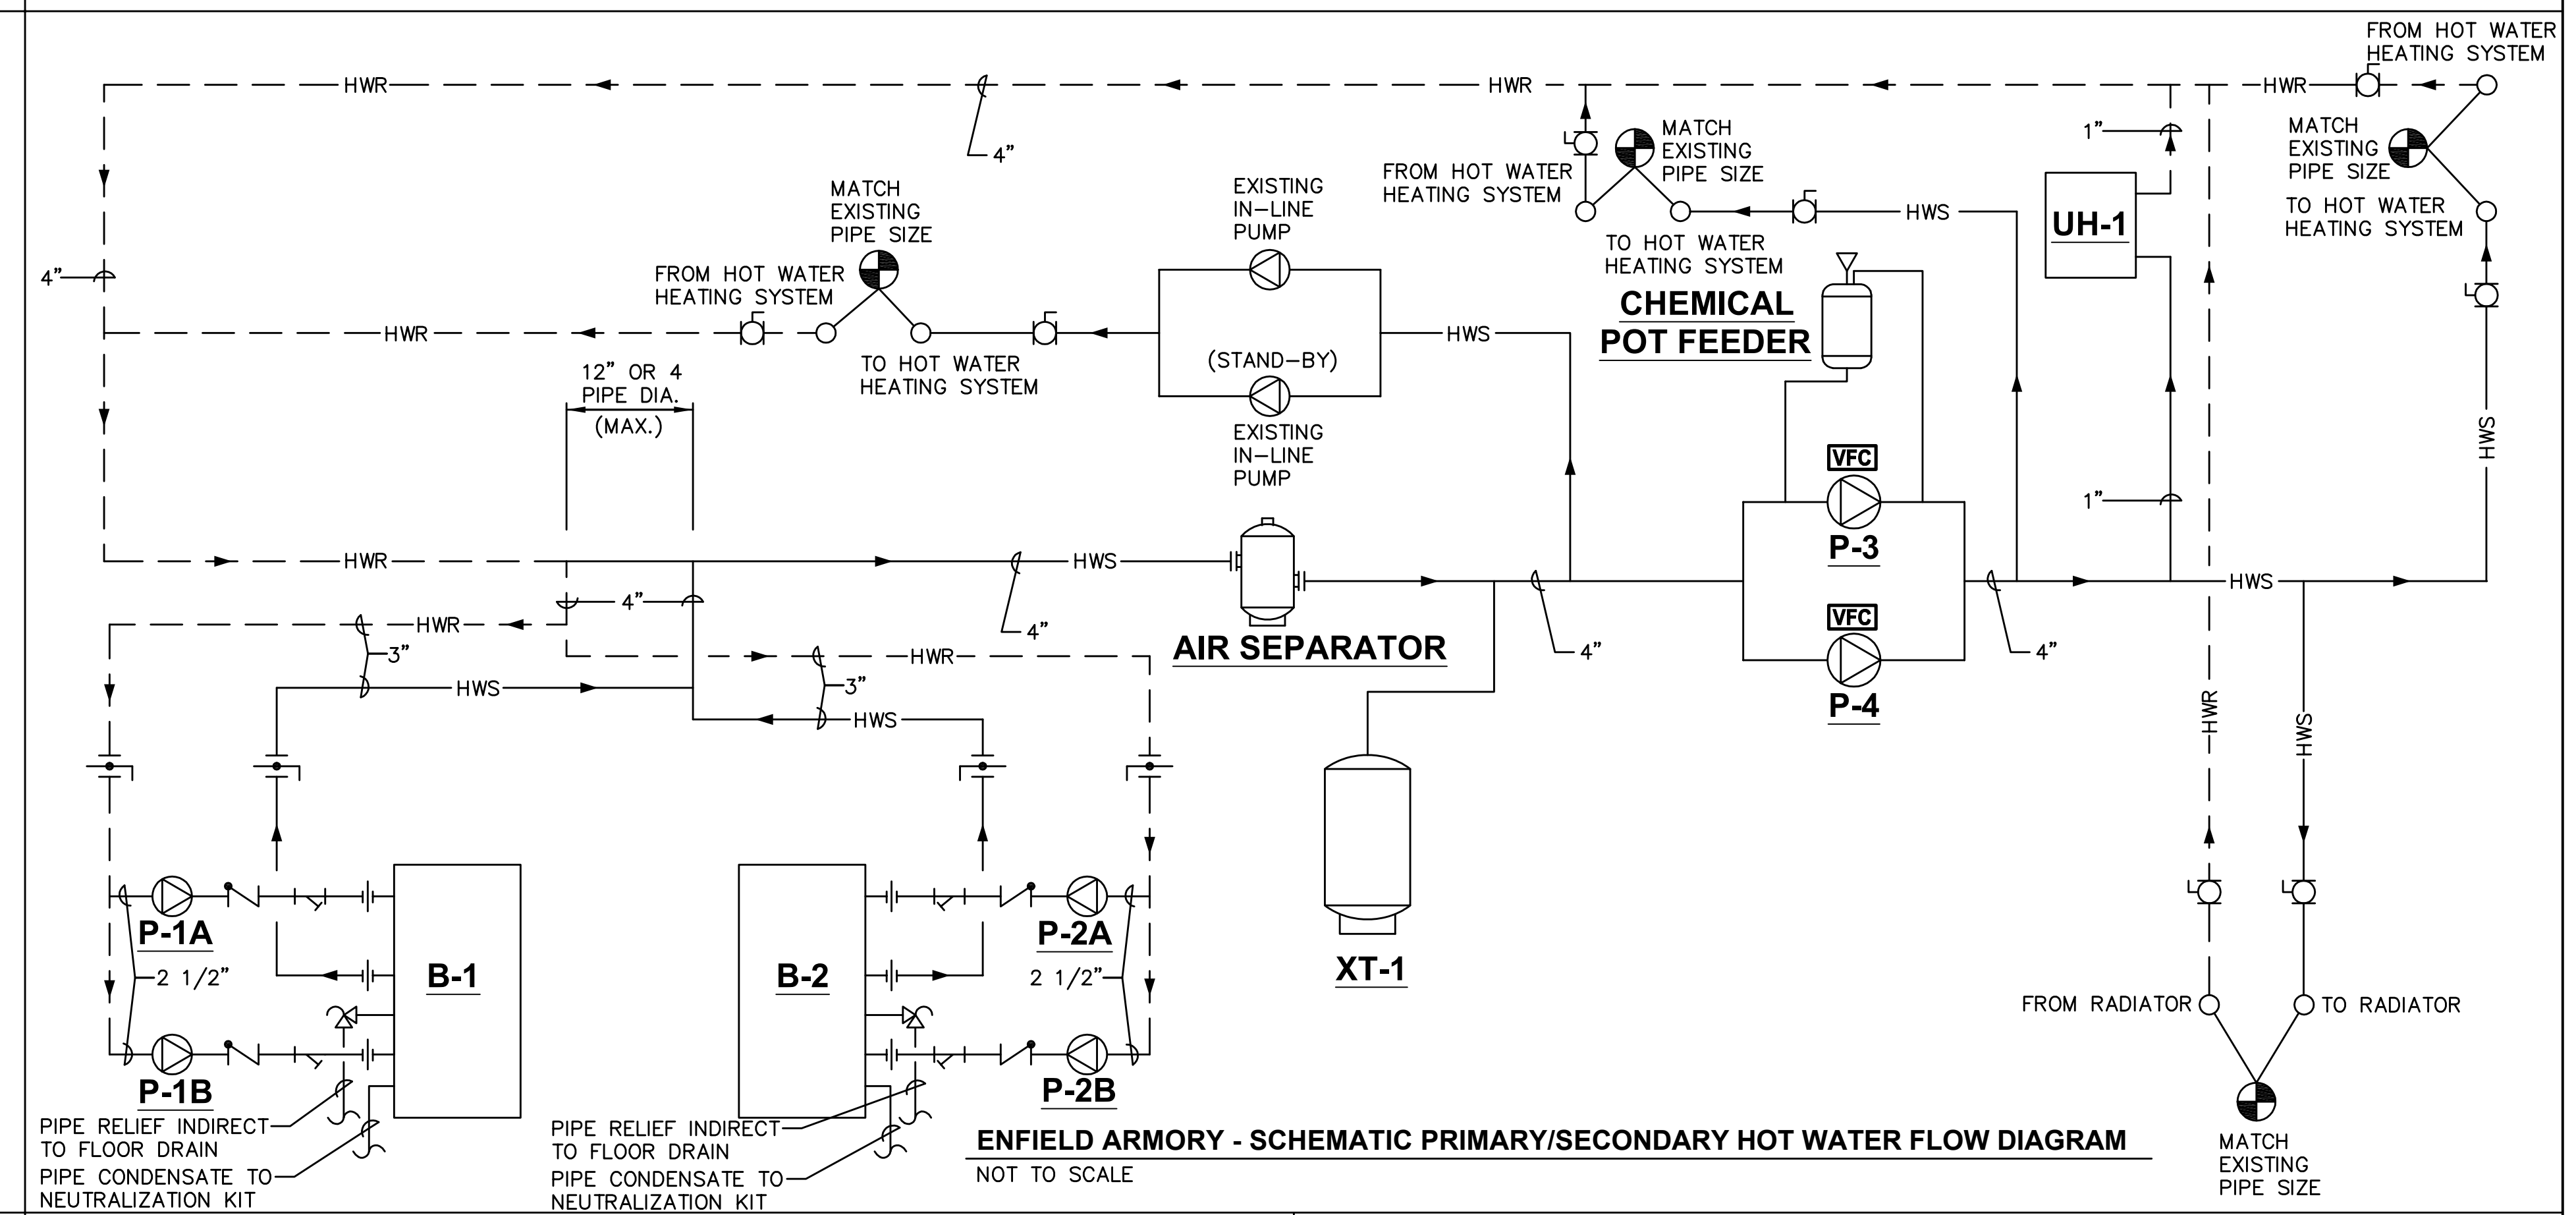 FROM HOT WATER
HEATING SYSTEM
HWR
HWR
HWR
4”
MATCH
EXISTING
PIPE SIZE
FROM HOT WATER
HEATING SYSTEM
MATCH
EXISTING
PIPE SIZE
1”
MATCH
EXISTING
PIPE SIZE
TO HOT WATER
HEATING SYSTEM
UH-1
HWS
TO HOT WATER
HEATING SYSTEM
EXISTING
IN-LINE
PUMP
MATCH
EXISTING
PIPE SIZE
4”
FROM HOT WATER
HEATING SYSTEM
HWR
TO HOT WATER
HEATING SYSTEM
(STAND-BY)
HWS
EXISTING
IN-LINE
PUMP
CHEMICAL
POT FEEDER
12” OR 4
PIPE DIA.
(MAX.)
VFC
P-3
VFC
P-4
1”
HWS
HWR
HWS
4”
HWR
HWS
4”
AIR SEPARATOR
4”
4”
HWS
HWR
3”
HWS
HWR
3”
HWS
HWR
HWS
XT-1
P-1A
2 1/2”
P-1B
B-1
B-2
P-2A
2 1/2”
P-2B
FROM RADIATOR
TO RADIATOR
PIPE RELIEF INDIRECT
TO FLOOR DRAIN
PIPE CONDENSATE TO
NEUTRALIZATION KIT
PIPE RELIEF INDIRECT
TO FLOOR DRAIN
PIPE CONDENSATE TO
NEUTRALIZATION KIT
ENFIELD ARMORY - SCHEMATIC PRIMARY/SECONDARY HOT WATER FLOW DIAGRAM
NOT TO SCALE
MATCH
EXISTING
PIPE SIZE